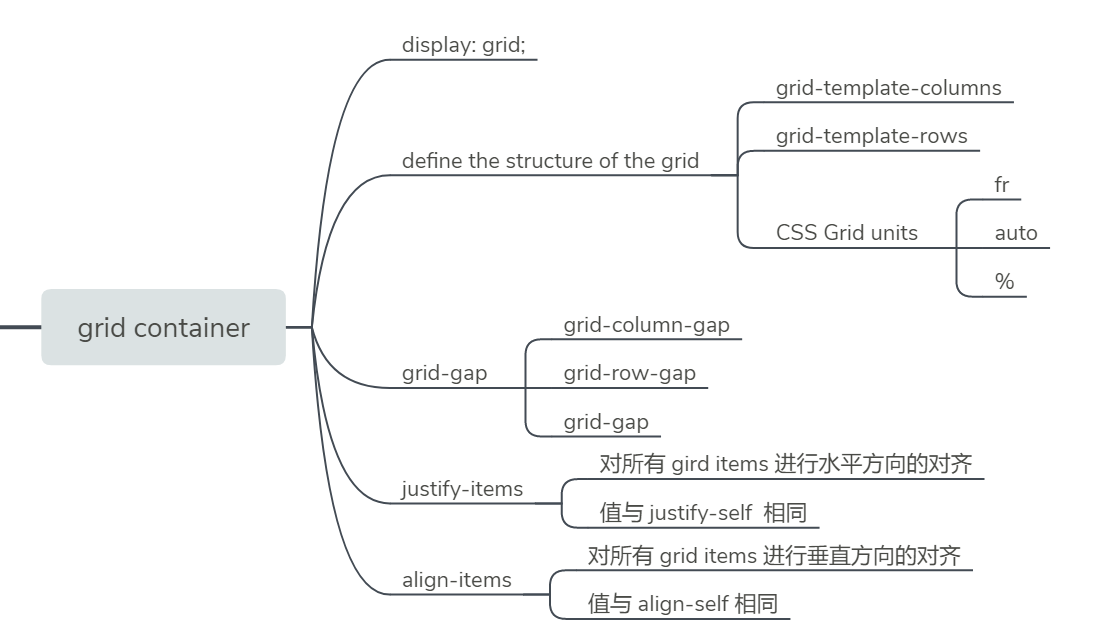 grid container
display: grid;
define the structure of the grid
grid-template-columns
grid-template-rows
CSS Grid units
fr
auto
%
grid-gap
grid-column-gap
grid-row-gap
grid-gap
justify-items
对所有 gird items 进行水平方向的对齐
值与 justify-self 相同
align-items
对所有 grid items 进行垂直方向的对齐
值与 align-self 相同